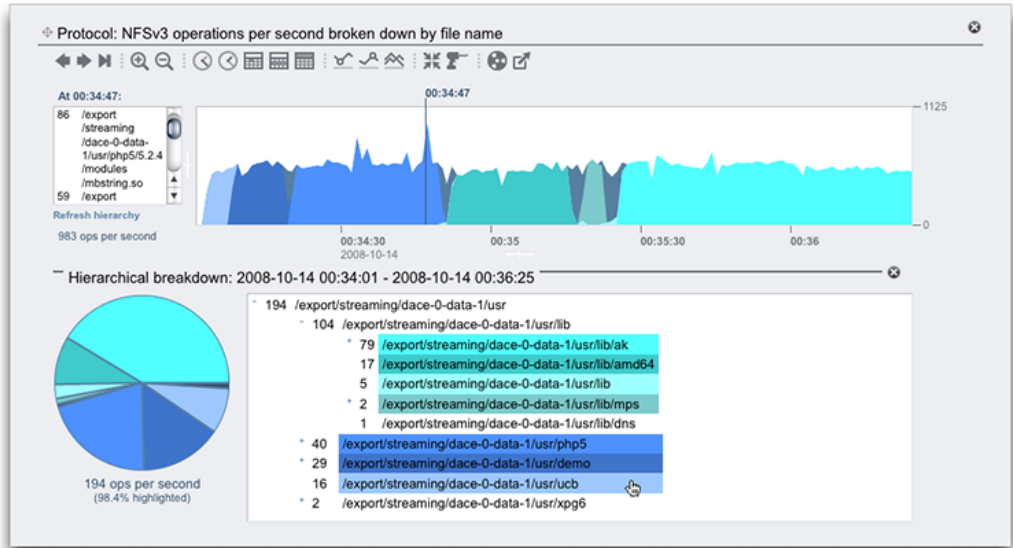 Protocol: NFSv3 operations per second broken down by file name
At 00:34:47:
00:34:47
86 /export
/streaming
/dace-0-data-
1/usr/php5/5.2.4
/modules
/mbstring.so
59 /export
1125
0
Refresh hierarchy
983 ops per second
00:34:30
2008-10-14
00:35
00:35:30
00:36
Hierarchical breakdown: 2008-10-14 00:34:01 - 2008-10-14 00:36:25
194 /export/streaming/dace-0-data-1/usr
104 /export/streaming/dace-0-data-1/usr/lib
79 /export/streaming/dace-0-data-1/usr/lib/ak
17 /export/streaming/dace-0-data-1/usr/lib/amd64
5 /export/streaming/dace-0-data-1/usr/lib
2 /export/streaming/dace-0-data-1/usr/lib/mps
1 /export/streaming/dace-0-data-1/usr/lib/dns
40 /export/streaming/dace-0-data-1/usr/php5
29 /export/streaming/dace-0-data-1/usr/demo
16 /export/streaming/dace-0-data-1/usr/ucb
2 /export/streaming/dace-0-data-1/usr/xpg6
194 ops per second
(98.4% highlighted)